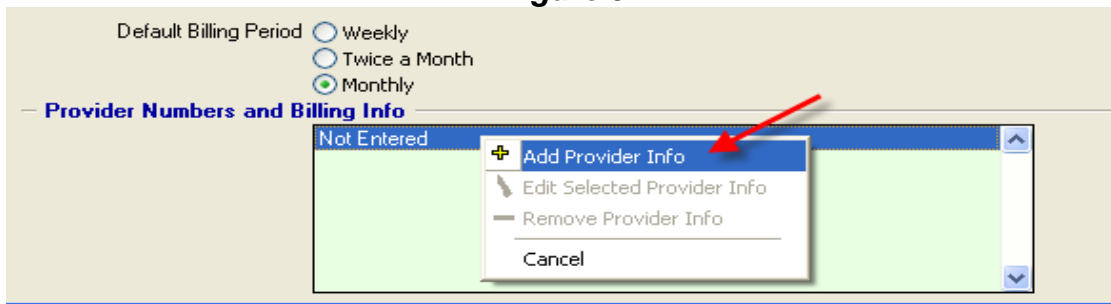 Default Billing Period Weekly
Twice a Month
Monthly
Provider Numbers and Billing Info
Not Entered
Add Provider Info
Edit Selected Provider Info
Remove Provider Info
Cancel